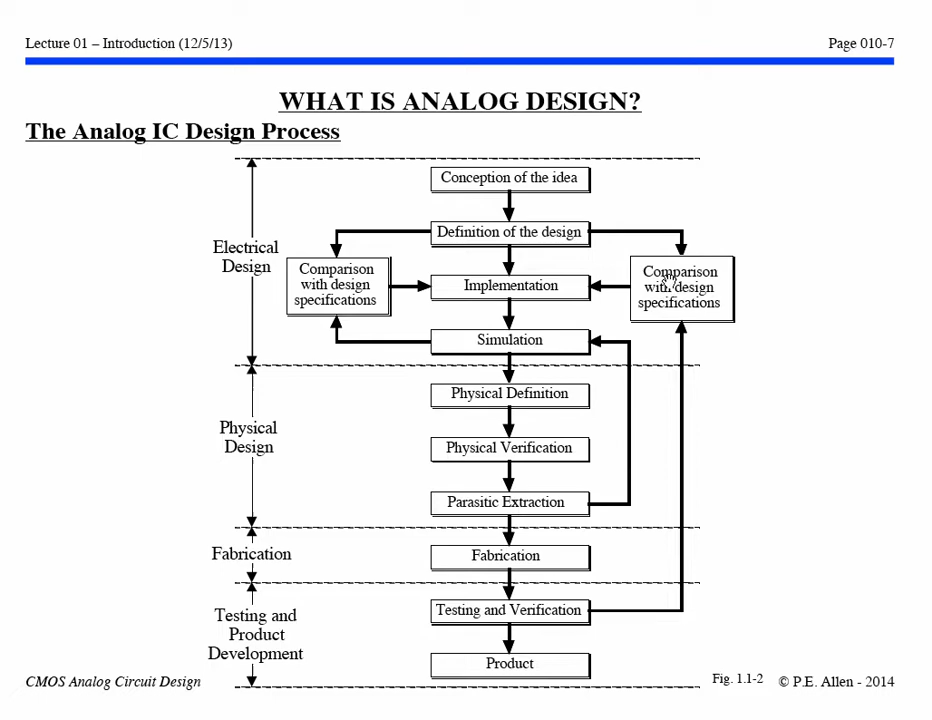 Lecture 01 – Introduction (12/5/13) Page 010-7
WHAT IS ANALOG DESIGN?
The Analog IC Design Process
Conception of the idea
Definition of the design
Electrical
Design
Comparison
with design
specifications
Implementation
Comparison
with design
specifications
Simulation
Physical Definition
Physical
Design
Physical Verification
Parasitic Extraction
Fabrication
Fabrication
Testing and
Product
Development
Testing and Verification
Product
CMOS Analog Circuit Design Fig. 1.1-2 © P.E. Allen - 2014